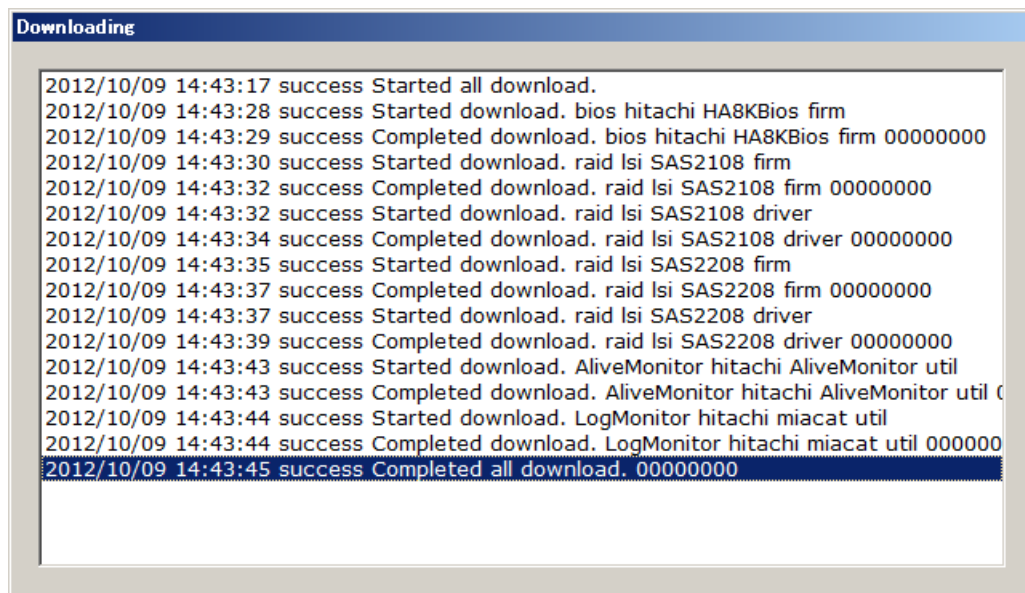 Downloading
2012/10/09 14:43:17 success Started all download.
2012/10/09 14:43:28 success Started download. bios hitachi HA8KBios firm
2012/10/09 14:43:29 success Completed download. bios hitachi HA8KBios firm 00000000
2012/10/09 14:43:30 success Started download. raid lsi SAS2108 firm
2012/10/09 14:43:32 success Completed download. raid lsi SAS2108 firm 00000000
2012/10/09 14:43:32 success Started download. raid lsi SAS2108 driver
2012/10/09 14:43:34 success Completed download. raid lsi SAS2108 driver 00000000
2012/10/09 14:43:35 success Started download. raid lsi SAS2208 firm
2012/10/09 14:43:37 success Completed download. raid lsi SAS2208 firm 00000000
2012/10/09 14:43:37 success Started download. raid lsi SAS2208 driver
2012/10/09 14:43:39 success Completed download. raid lsi SAS2208 driver 00000000
2012/10/09 14:43:43 success Started download. AliveMonitor hitachi AliveMonitor util
2012/10/09 14:43:43 success Completed download. AliveMonitor hitachi AliveMonitor util
2012/10/09 14:43:44 success Started download. LogMonitor hitachi miacat util
2012/10/09 14:43:44 success Completed download. LogMonitor hitachi miacat util 000000
2012/10/09 14:43:45 success Completed all download. 00000000